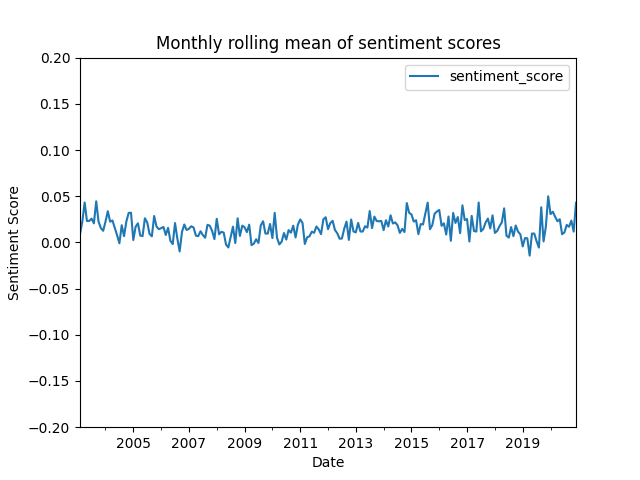 Monthly rolling mean of sentiment scores
sentiment_score
0.20
0.15
0.10
0.05
0.00
−0.05
−0.10
−0.15
−0.20
Sentiment Score
2005 2007 2009 2011 2013 2015 2017 2019
Date